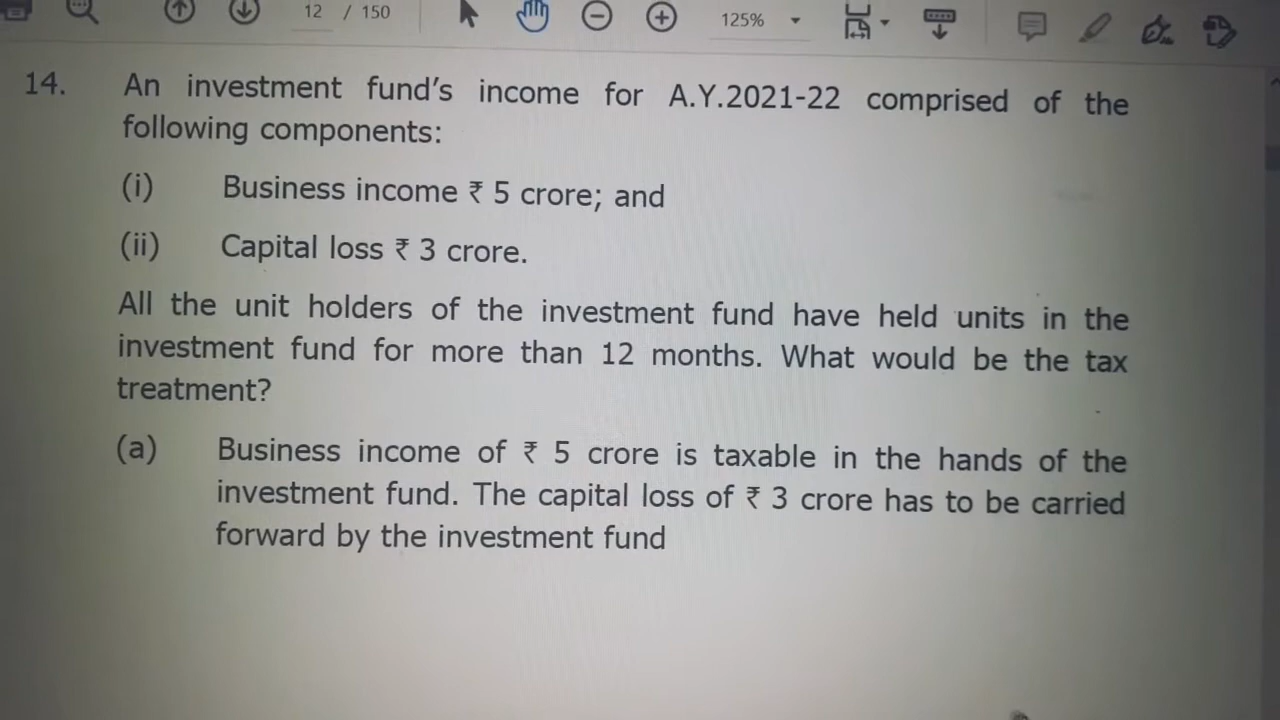 12 / 150 125%
14. An investment fund's income for A.Y.2021-22 comprised of the
following components:
(i) Business income ₹ 5 crore; and
(ii) Capital loss ₹ 3 crore.
All the unit holders of the investment fund have held units in the
investment fund for more than 12 months. What would be the tax
treatment?
(a) Business income of ₹ 5 crore is taxable in the hands of the
investment fund. The capital loss of ₹ 3 crore has to be carried
forward by the investment fund